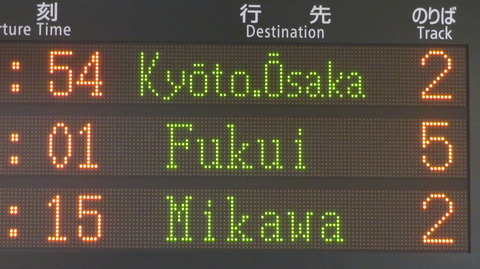 刻 行先 のりば
rture Time Destination Track
:54 Kyōto.Ōsaka 2
:01 Fukui 5
:15 Mikawa 2